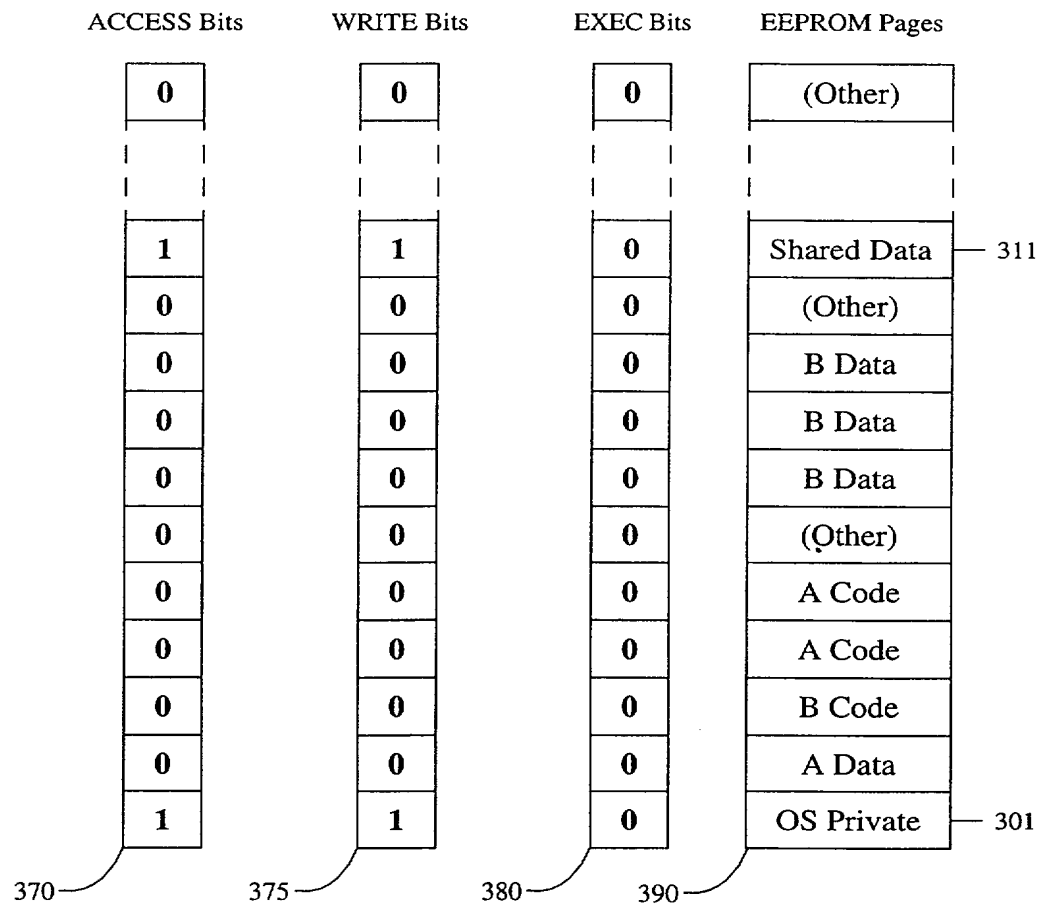 ACCESS Bits WRITE Bits EXEC Bits EEPROM Pages
0 0 0 (Other)
1 1 0 Shared Data 311
0 0 0 (Other)
0 0 0 B Data
0 0 0 B Data
0 0 0 B Data
0 0 0 (Other)
0 0 0 A Code
0 0 0 A Code
0 0 0 B Code
0 0 0 A Data
1 1 0 OS Private 301
370 375 380 390